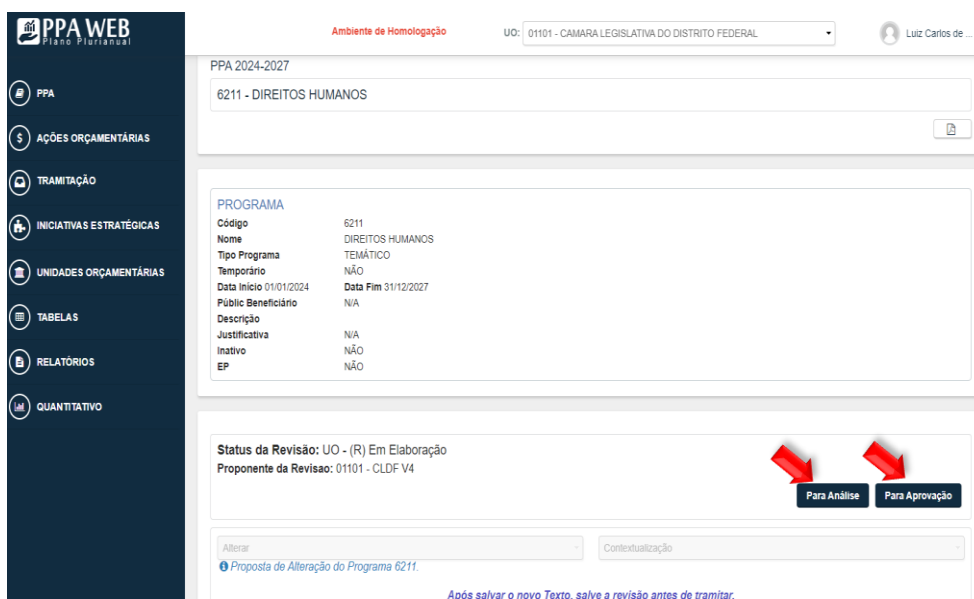 PPA WEB
Plano Plurianual
Ambiente de Homologação
UO: 01101 - CAMARA LEGISLATIVA DO DISTRITO FEDERAL
Luiz Carlos de ...
PPA
AÇÕES ORÇAMENTÁRIAS
TRAMITAÇÃO
INICIATIVAS ESTRATÉGICAS
UNIDADES ORÇAMENTÁRIAS
TABELAS
RELATÓRIOS
QUANTITATIVO
PPA 2024-2027
6211 - DIREITOS HUMANOS
PROGRAMA
Código 6211
Nome DIREITOS HUMANOS
Tipo Programa TEMÁTICO
Temporário NÃO
Data Início 01/01/2024 Data Fim 31/12/2027
Públic Beneficiário N/A
Descrição
Justificativa N/A
Inativo NÃO
EP NÃO
Status da Revisão: UO - (R) Em Elaboração
Proponente da Revisao: 01101 - CLDF V4
Para Análise Para Aprovação
Alterar Contextualização
Proposta de Alteração do Programa 6211.
Após salvar o novo Texto, salve a revisão antes de tramitar.